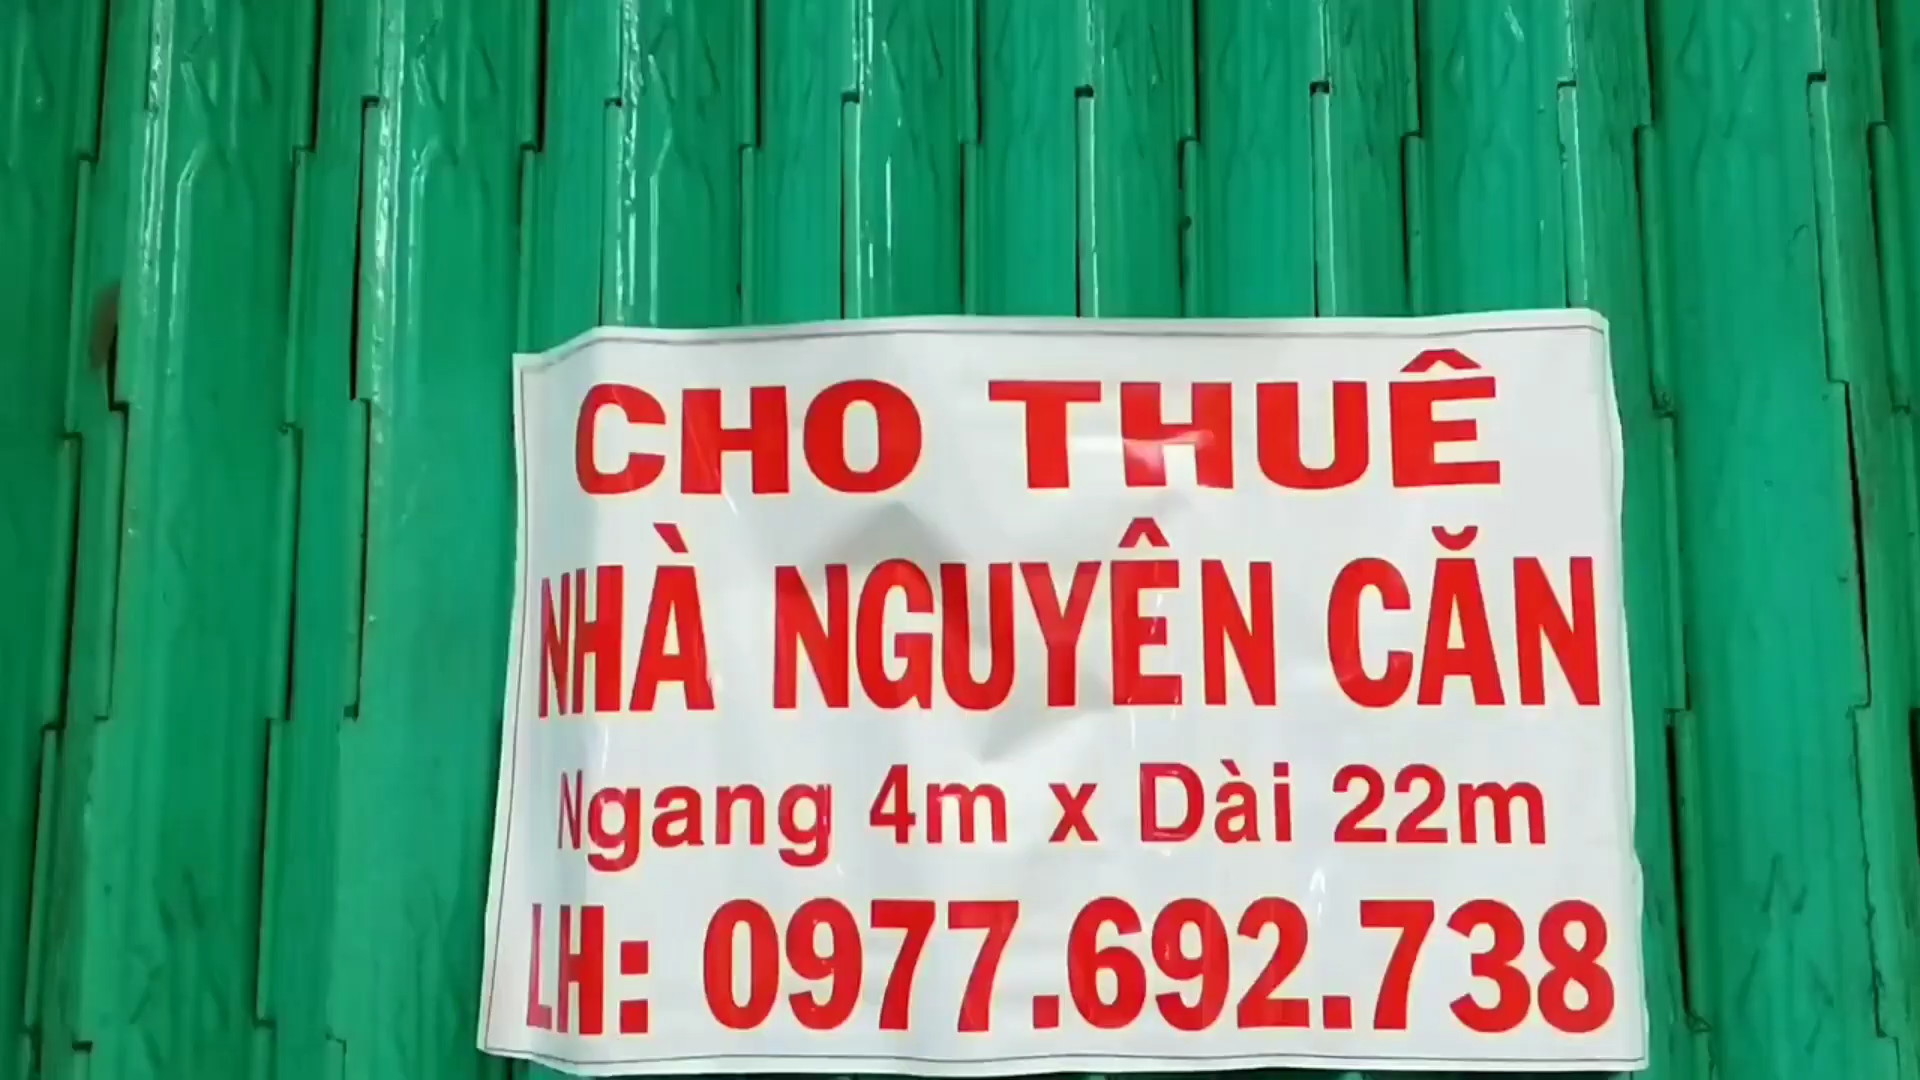 CHO THUÊ
NHÀ NGUYÊN CĂN
Ngang 4m x Dài 22m
LH: 0977.692.738